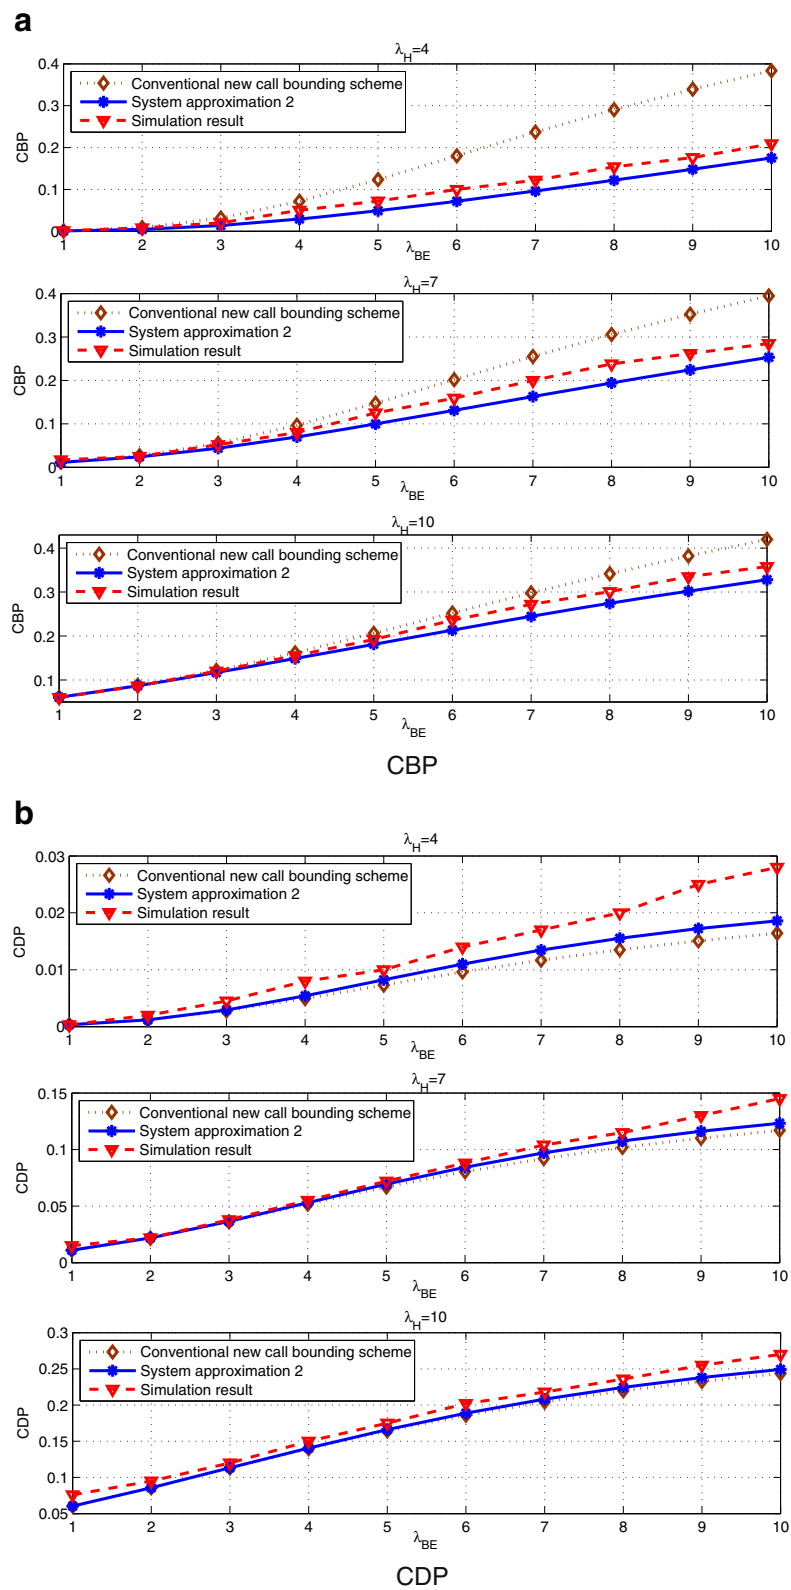 a
λH=4
Conventional new call bounding scheme
System approximation 2
Simulation result
CBP
0.4
0.3
0.2
0.1
0
1 2 3 4 5 6 7 8 9 10
λBE
λH=7
Conventional new call bounding scheme
System approximation 2
Simulation result
CBP
0.4
0.3
0.2
0.1
0
1 2 3 4 5 6 7 8 9 10
λBE
λH=10
Conventional new call bounding scheme
System approximation 2
Simulation result
CBP
0.4
0.3
0.2
0.1
1 2 3 4 5 6 7 8 9 10
λBE
CBP
b
λH=4
Conventional new call bounding scheme
System approximation 2
Simulation result
CDP
0.03
0.02
0.01
0
1 2 3 4 5 6 7 8 9 10
λBE
λH=7
Conventional new call bounding scheme
System approximation 2
Simulation result
CDP
0.15
0.1
0.05
0
1 2 3 4 5 6 7 8 9 10
λBE
λH=10
Conventional new call bounding scheme
System approximation 2
Simulation result
CDP
0.3
0.25
0.2
0.15
0.1
0.05
1 2 3 4 5 6 7 8 9 10
λBE
CDP